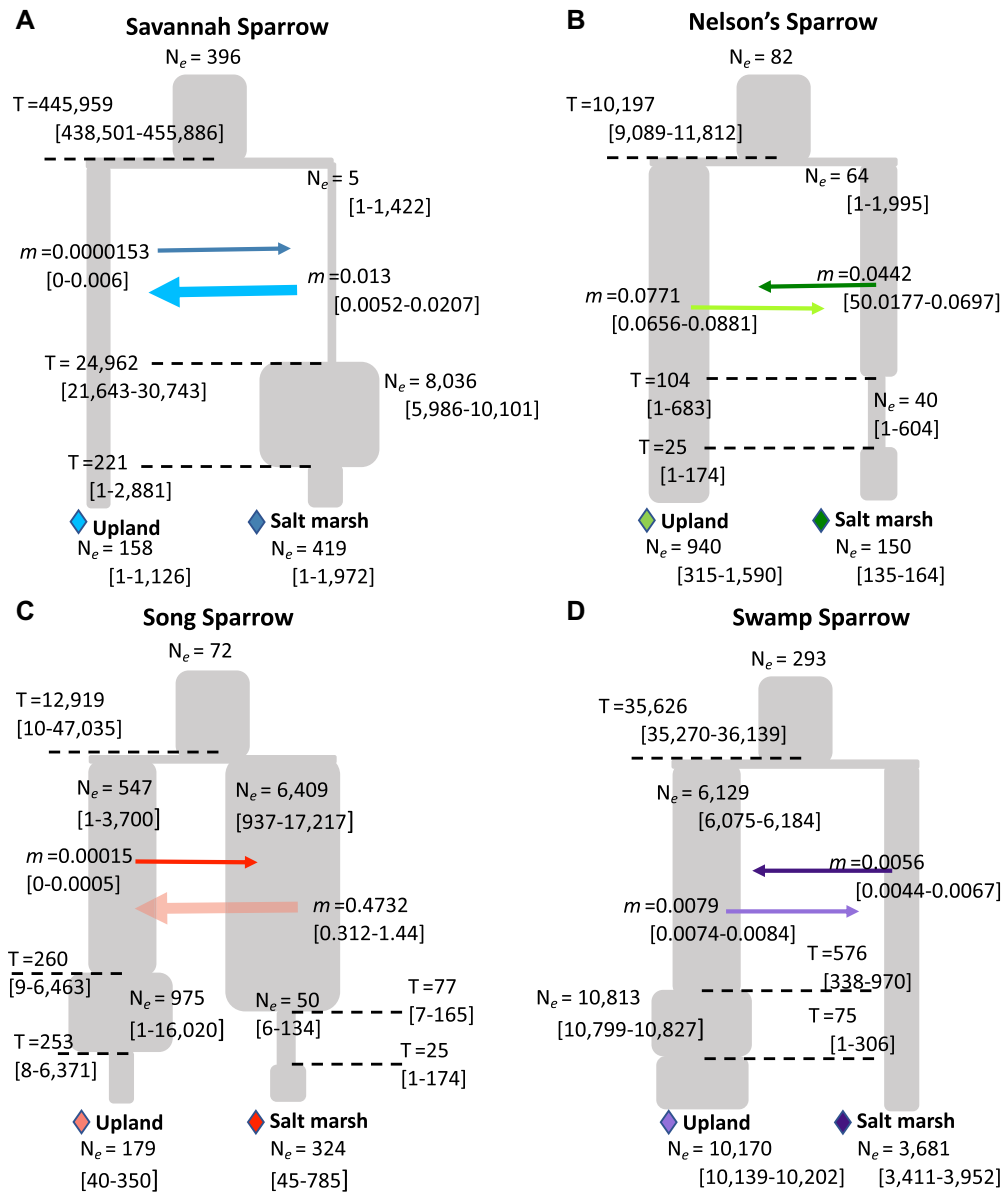 A
Savannah Sparrow
Ne = 396
T =445,959
[438,501-455,886]
Ne = 5
[1-1,422]
m =0.0000153
[0-0.006]
m =0.013
[0.0052-0.0207]
T = 24,962
[21,643-30,743]
Ne = 8,036
[5,986-10,101]
T =221
[1-2,881]
Upland
Ne = 158
[1-1,126]
Salt marsh
Ne = 419
[1-1,972]
B
Nelson’s Sparrow
Ne = 82
T =10,197
[9,089-11,812]
Ne = 64
[1-1,995]
m =0.0442
[50.0177-0.0697]
m =0.0771
[0.0656-0.0881]
T =104
[1-683]
Ne = 40
[1-604]
T =25
[1-174]
Upland
Ne = 940
[315-1,590]
Salt marsh
Ne = 150
[135-164]
C
Song Sparrow
Ne = 72
T =12,919
[10-47,035]
Ne = 547
[1-3,700]
Ne = 6,409
[937-17,217]
m =0.00015
[0-0.0005]
m =0.4732
[0.312-1.44]
T =260
[9-6,463]
Ne = 975
[1-16,020]
Ne = 50
[6-134]
T =77
[7-165]
T =253
[8-6,371]
T =25
[1-174]
Upland
Ne = 179
[40-350]
Salt marsh
Ne = 324
[45-785]
D
Swamp Sparrow
Ne = 293
T =35,626
[35,270-36,139]
Ne = 6,129
[6,075-6,184]
m =0.0056
[0.0044-0.0067]
m =0.0079
[0.0074-0.0084]
T =576
[338-970]
Ne = 10,813
[10,799-10,827]
T =75
[1-306]
Upland
Ne = 10,170
[10,139-10,202]
Salt marsh
Ne = 3,681
[3,411-3,952]